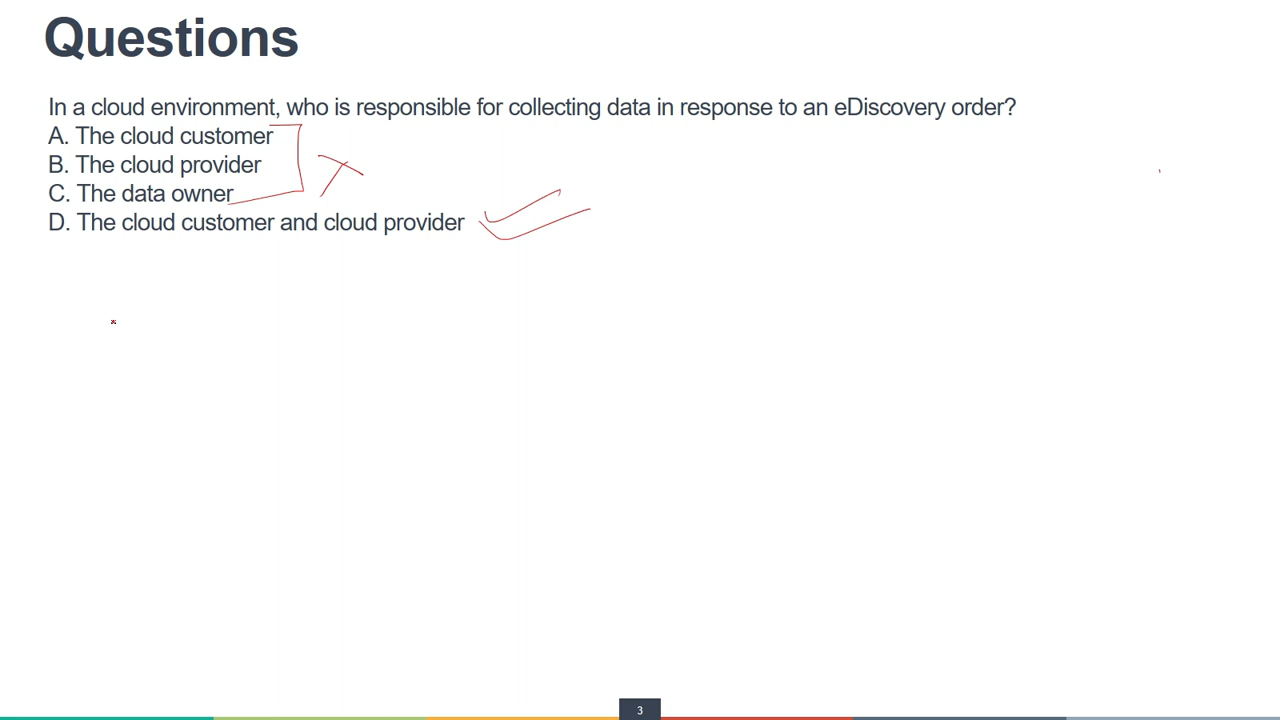 Questions
In a cloud environment, who is responsible for collecting data in response to an eDiscovery order?
A. The cloud customer
B. The cloud provider
C. The data owner
D. The cloud customer and cloud provider
3